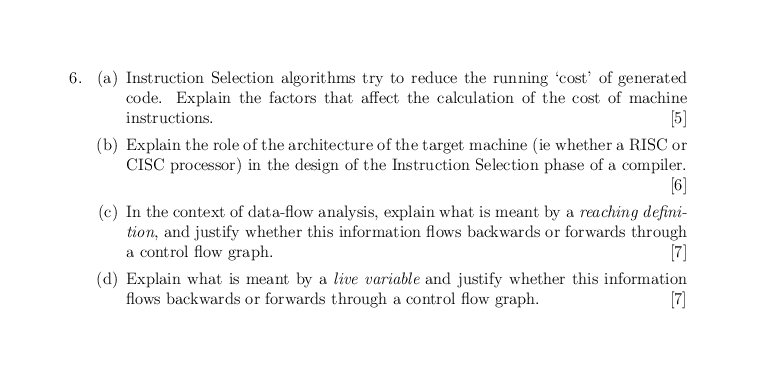 6. (a) Instruction Selection algorithms try to reduce the running ‘cost’ of generated
code. Explain the factors that affect the calculation of the cost of machine
instructions. [5]
(b) Explain the role of the architecture of the target machine (ie whether a RISC or
CISC processor) in the design of the Instruction Selection phase of a compiler.
[6]
(c) In the context of data-flow analysis, explain what is meant by a reaching defini-
tion, and justify whether this information flows backwards or forwards through
a control flow graph. [7]
(d) Explain what is meant by a live variable and justify whether this information
flows backwards or forwards through a control flow graph. [7]